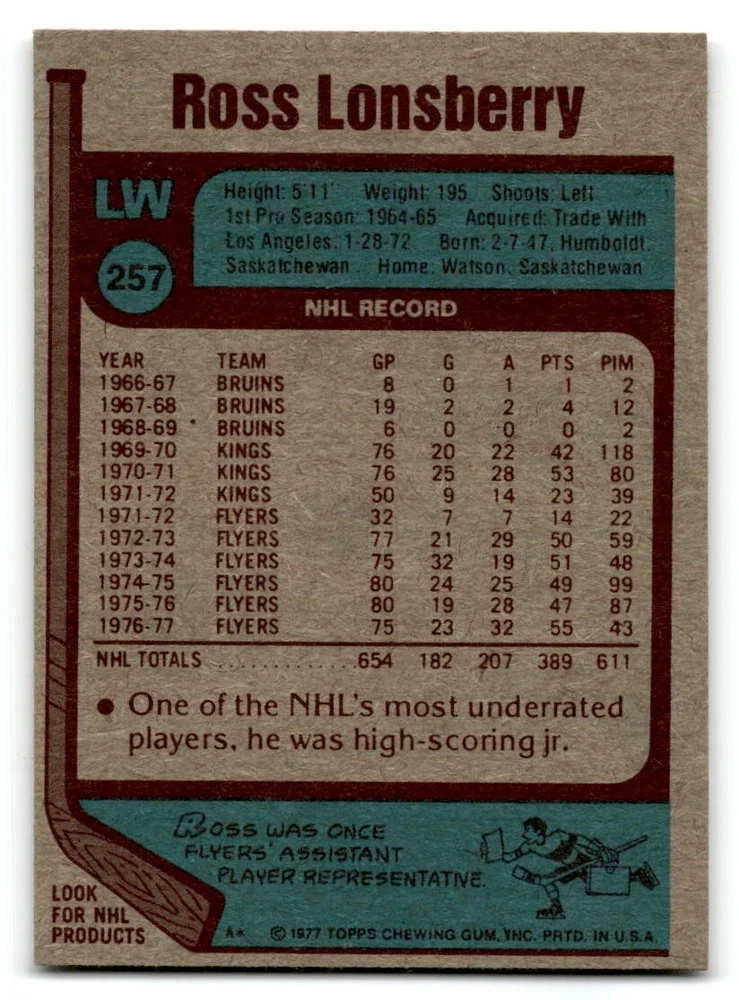 Ross Lonsberry
LW
257
Height: 5'11" Weight: 195 Shoots: Left
1st Pro Season: 1964-65 Acquired: Trade With
Los Angeles, 1-28-72 Born: 2-7-47, Humboldt,
Saskatchewan Home: Watson, Saskatchewan
NHL RECORD
YEAR TEAM GP G A PTS PIM
1966-67 BRUINS 8 0 1 1 2
1967-68 BRUINS 19 2 2 4 12
1968-69 BRUINS 6 0 0 0 2
1969-70 KINGS 76 20 22 42 118
1970-71 KINGS 76 25 28 53 80
1971-72 KINGS 50 9 14 23 39
1971-72 FLYERS 32 7 7 14 22
1972-73 FLYERS 77 21 29 50 59
1973-74 FLYERS 75 32 19 51 48
1974-75 FLYERS 80 24 25 49 99
1975-76 FLYERS 80 19 28 47 87
1976-77 FLYERS 75 23 32 55 43
NHL TOTALS ............. 654 182 207 389 611
• One of the NHL's most underrated
players, he was high-scoring jr.
ROSS WAS ONCE
FLYERS' ASSISTANT
PLAYER REPRESENTATIVE.
LOOK
FOR NHL
PRODUCTS
A* © 1977 TOPPS CHEWING GUM, INC. PRTD. IN U.S.A.